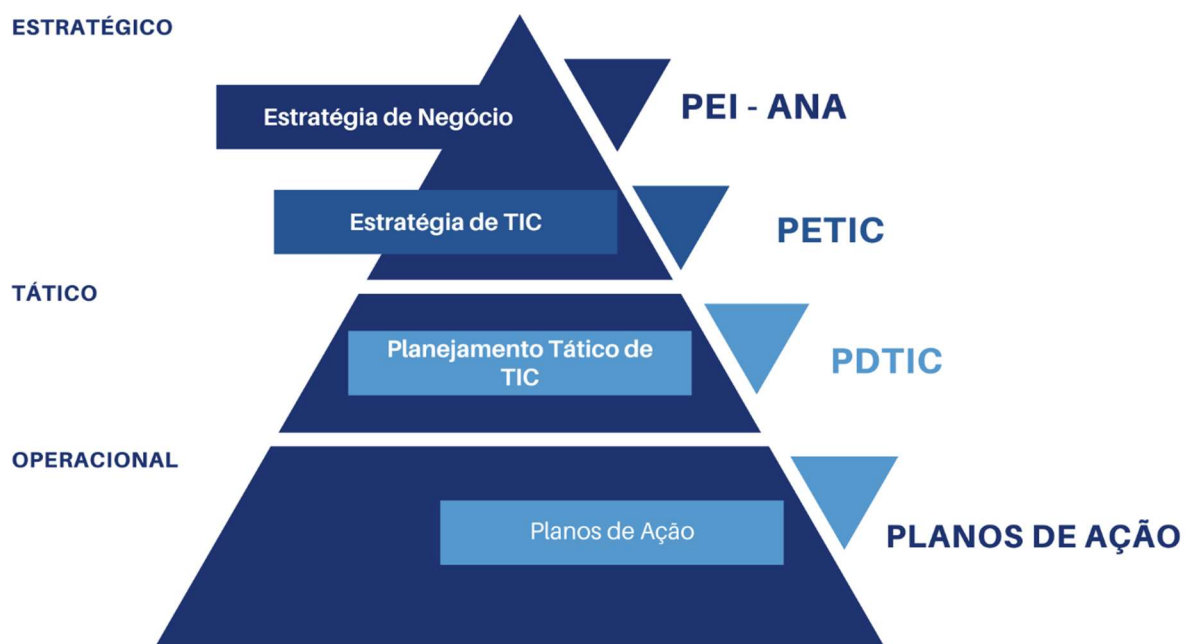 ESTRATÉGICO
Estratégia de Negócio
PEI - ANA
Estratégia de TIC
PETIC
TÁTICO
Planejamento Tático de
TIC
PDTIC
OPERACIONAL
Planos de Ação
PLANOS DE AÇÃO